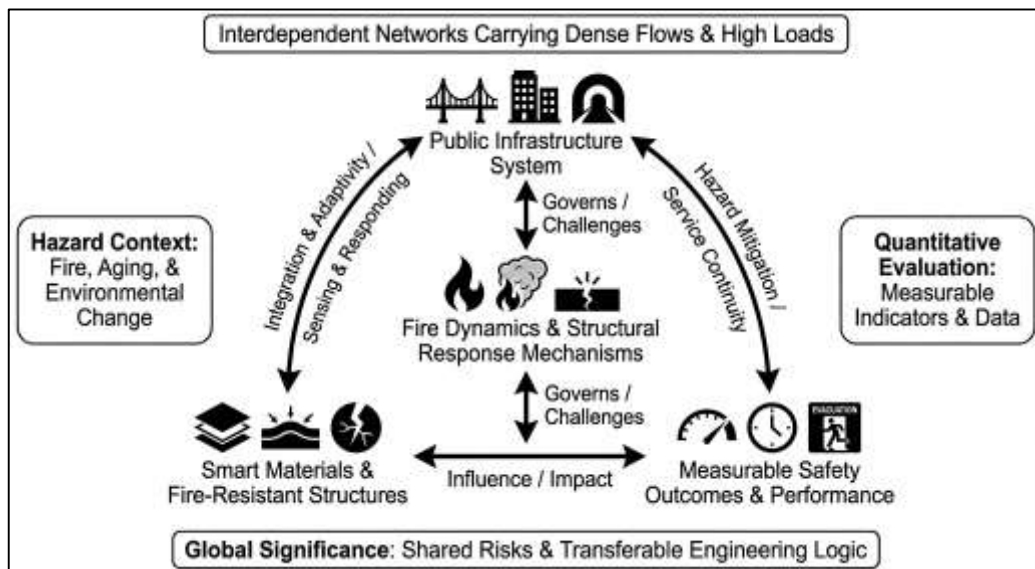 Interdependent Networks Carrying Dense Flows & High Loads
Public Infrastructure
System
Integration & Adaptivity /
Sensing & Responding
Governs /
Challenges
Hazard Mitigation /
Service Continuity
Hazard Context:
Fire, Aging, &
Environmental
Change
Quantitative
Evaluation:
Measurable
Indicators & Data
Fire Dynamics & Structural
Response Mechanisms
Governs /
Challenges
EVACUATION
Smart Materials &
Fire-Resistant Structures
Influence / Impact
Measurable Safety
Outcomes & Performance
Global Significance: Shared Risks & Transferable Engineering Logic